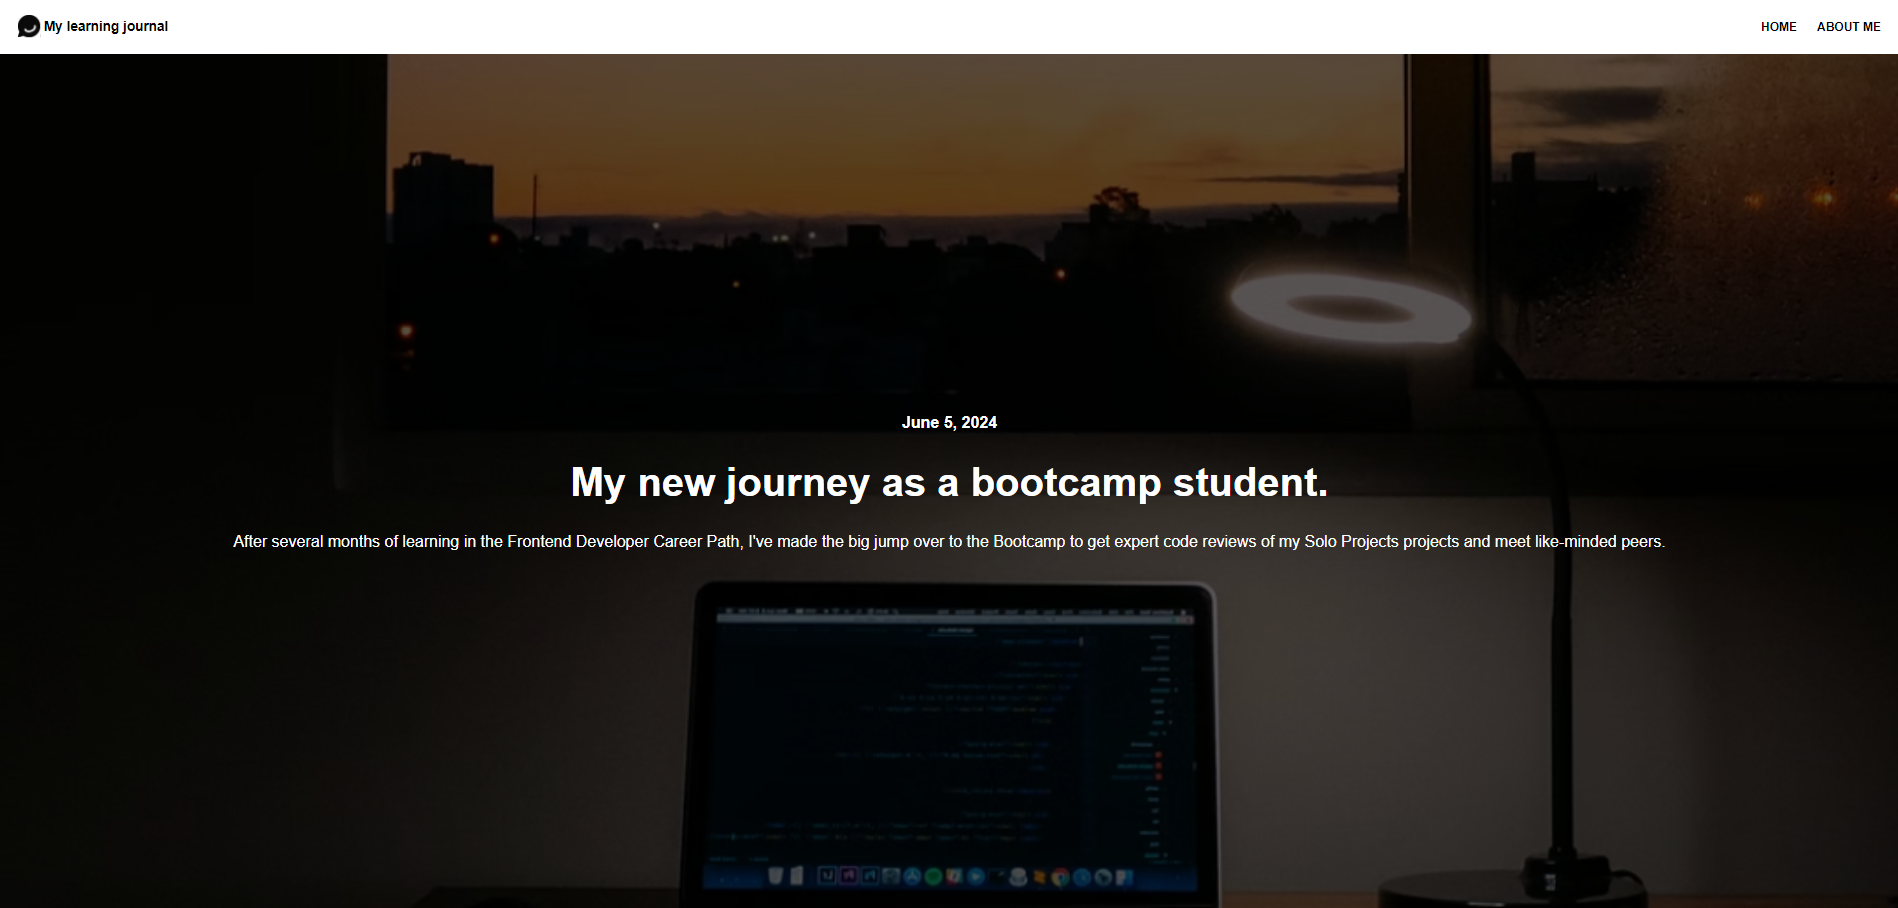 My learning journal
HOME ABOUT ME
June 5, 2024
My new journey as a bootcamp student.
After several months of learning in the Frontend Developer Career Path, I've made the big jump over to the Bootcamp to get expert code reviews of my Solo Projects projects and meet like-minded peers.